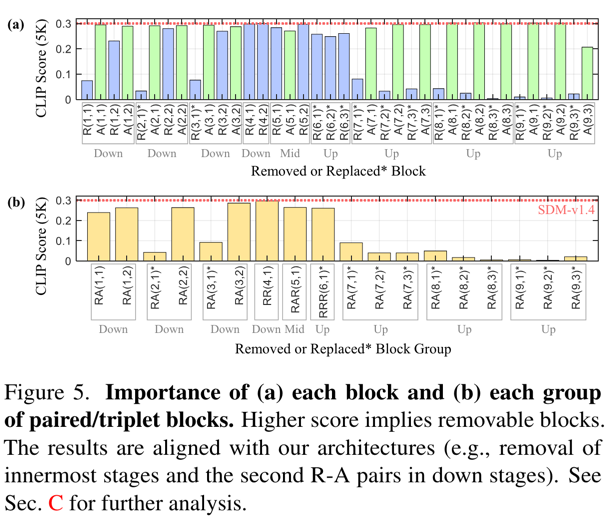 (a)
CLIP Score (5K)
0.3
0.2
0.1
0
R(1,1) A(1,1) R(1,2) A(1,2) R(2,1)* A(2,1) R(2,2) A(2,2) R(3,1)* A(3,1) R(3,2) A(3,2) R(4,1) R(4,2) R(5,1) A(5,1) R(5,2) R(6,1)* R(6,2)* R(6,3)* R(7,1)* A(7,1) R(7,2)* A(7,2) R(7,3)* A(7,3) R(8,1)* A(8,1) R(8,2)* A(8,2) R(8,3)* A(8,3) R(9,1)* A(9,1) R(9,2)* A(9,2) R(9,3)* A(9,3)
Down Down Down Down Mid Up Up Up Up
Removed or Replaced* Block
(b)
CLIP Score (5K)
0.3
0.2
0.1
0
SDM-v1.4
RA(1,1) RA(1,2) RA(2,1)* RA(2,2) RA(3,1)* RA(3,2) RR(4,1) RAR(5,1) RRR(6,1)* RA(7,1)* RA(7,2)* RA(7,3)* RA(8,1)* RA(8,2)* RA(8,3)* RA(9,1)* RA(9,2)* RA(9,3)*
Down Down Down Down Mid Up Up Up Up
Removed or Replaced* Block Group
Figure 5. Importance of (a) each block and (b) each group
of paired/triplet blocks. Higher score implies removable blocks.
The results are aligned with our architectures (e.g., removal of
innermost stages and the second R-A pairs in down stages). See
Sec. C for further analysis.